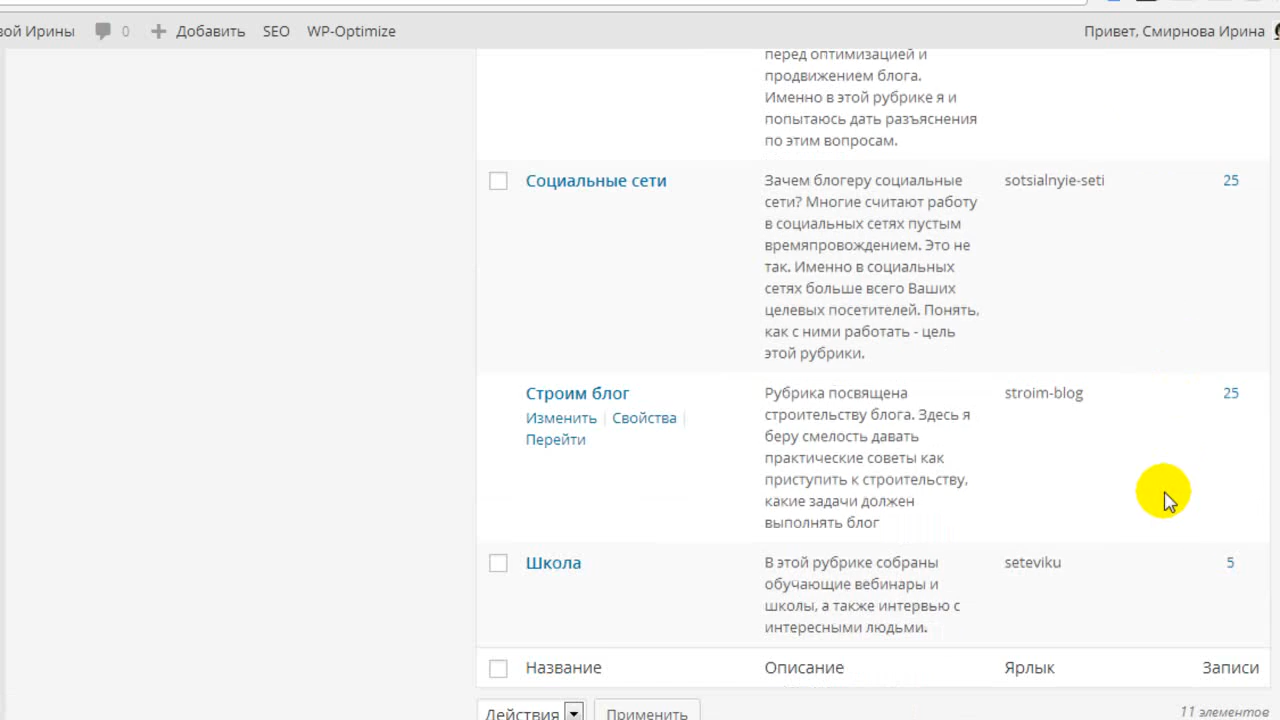 вой Ирины 0 Добавить SEO WP-Optimize Привет, Смирнова Ирина
перед оптимизацией и
продвижением блога.
Именно в этой рубрике я и
попытаюсь дать разъяснения
по этим вопросам.
Социальные сети
Зачем блогеру социальные
сети? Многие считают работу
в социальных сетях пустым
времяпровождением. Это не
так. Именно в социальных
сетях больше всего Ваших
целевых посетителей. Понять,
как с ними работать - цель
этой рубрики.
sotsialnyie-seti
25
Строим блог
Изменить | Свойства |
Перейти
Рубрика посвящена
строительству блога. Здесь я
беру смелость давать
практические советы как
приступить к строительству,
какие задачи должен
выполнять блог
stroim-blog
25
Школа
В этой рубрике собраны
обучающие вебинары и
школы, а также интервью с
интересными людьми.
seteviku
5
Название Описание Ярлык Записи
Действия Применить 11 элементов